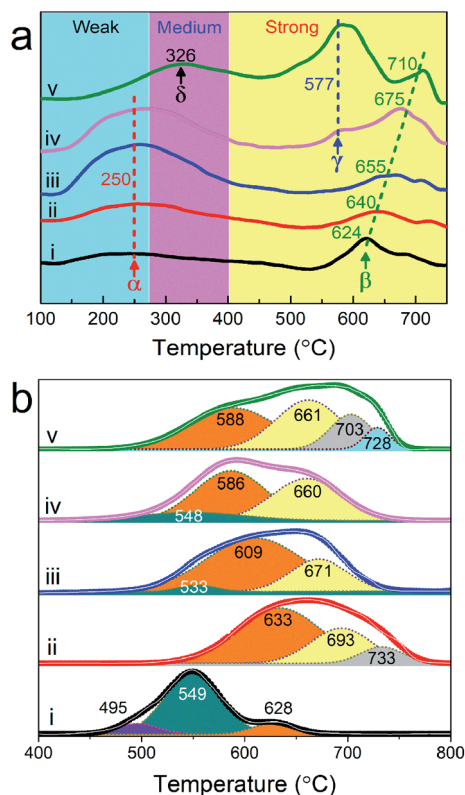 a
Weak Medium Strong
326
710
v
δ
577
675
iv
γ
iii
250
655
ii
640
624
i
α
β
100 200 300 400 500 600 700
Temperature (°C)
b
588 661
v
703
728
586 660
iv
548
609
iii
671
533
633
693
ii
733
495 549 628
i
400 500 600 700 800
Temperature (°C)